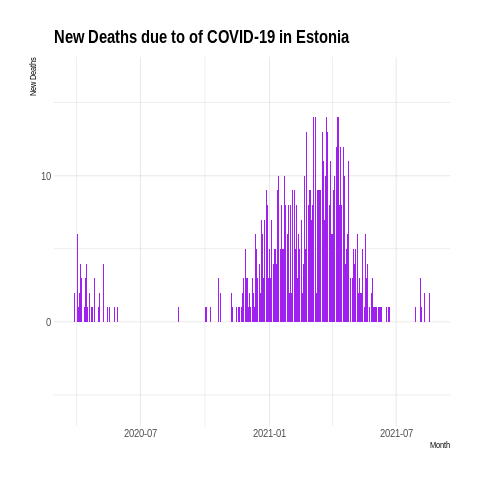 New Deaths due to of COVID-19 in Estonia
New Deaths
10
0
2020-07
2021-01
2021-07
Month